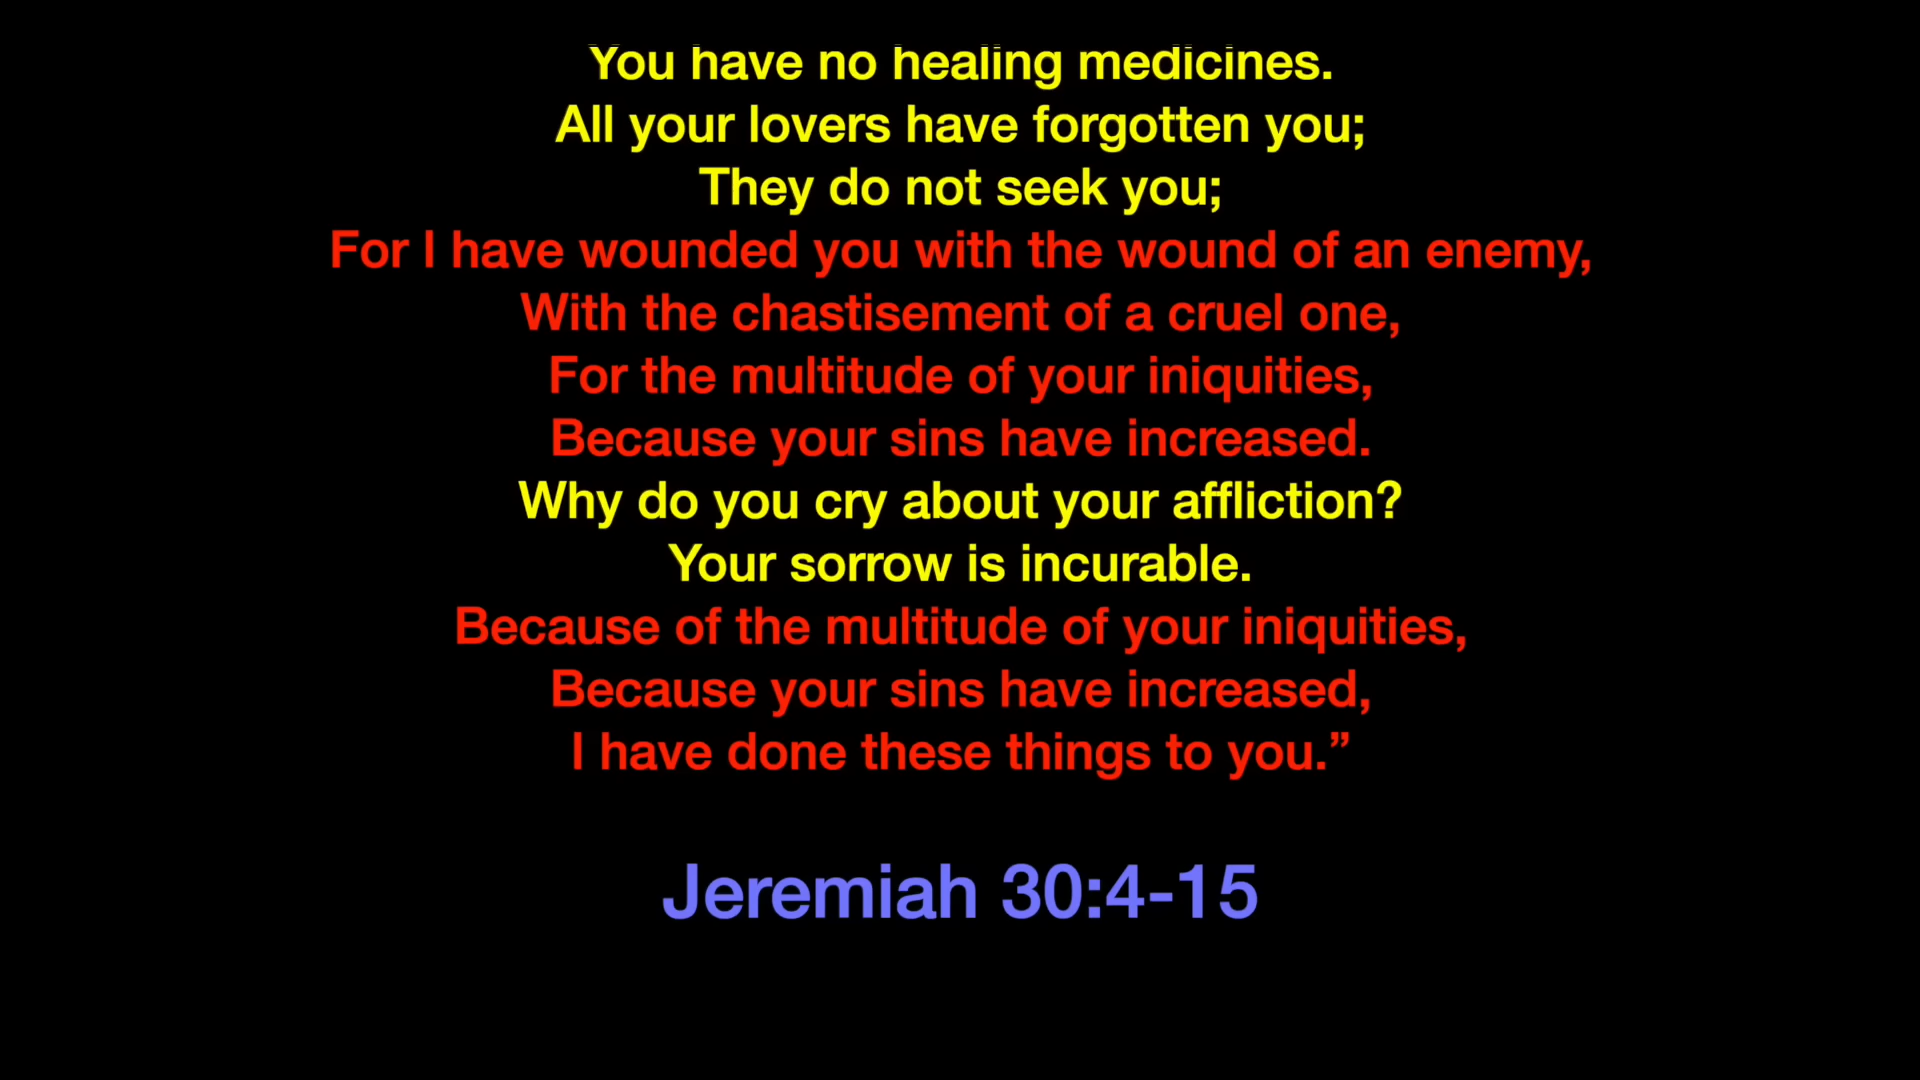 You have no healing medicines.
All your lovers have forgotten you;
They do not seek you;
For I have wounded you with the wound of an enemy,
With the chastisement of a cruel one,
For the multitude of your iniquities,
Because your sins have increased.
Why do you cry about your affliction?
Your sorrow is incurable.
Because of the multitude of your iniquities,
Because your sins have increased,
I have done these things to you.”
Jeremiah 30:4-15